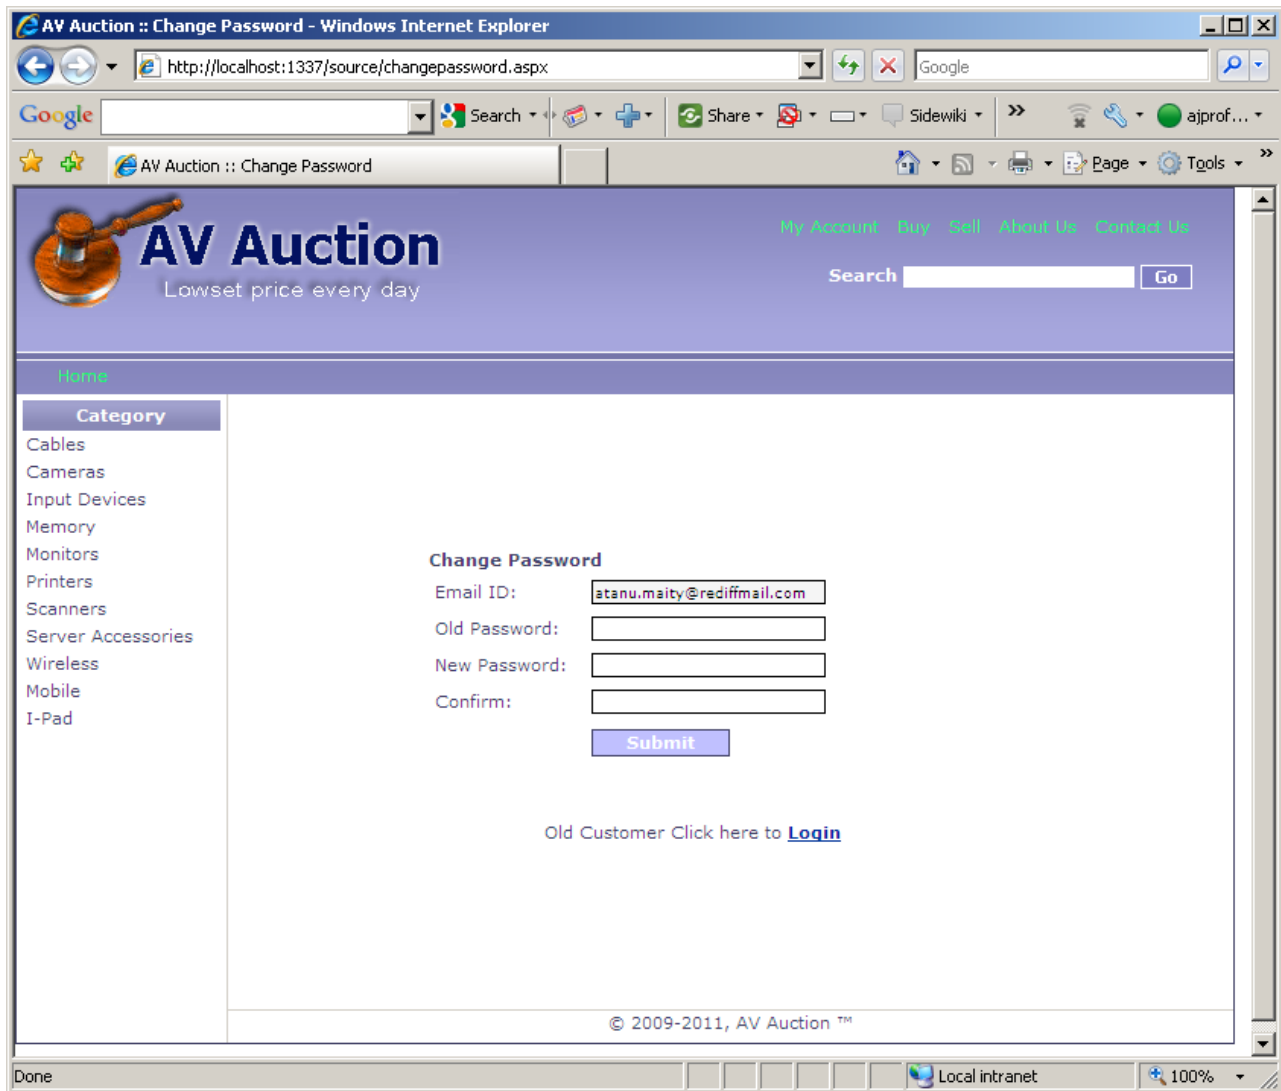 AV Auction :: Change Password - Windows Internet Explorer
http://localhost:1337/source/changepassword.aspx
Google
Google Search Share Sidewiki » ajprof...
AV Auction :: Change Password Page Tools »
AV Auction
Lowset price every day
My Account Buy Sell About Us Contact Us
Search Go
Home
Category
Cables
Cameras
Input Devices
Memory
Monitors
Printers
Scanners
Server Accessories
Wireless
Mobile
I-Pad
Change Password
Email ID: atanu.maity@rediffmail.com
Old Password:
New Password:
Confirm:
Submit
Old Customer Click here to Login
© 2009-2011, AV Auction ™
Done Local intranet 100%